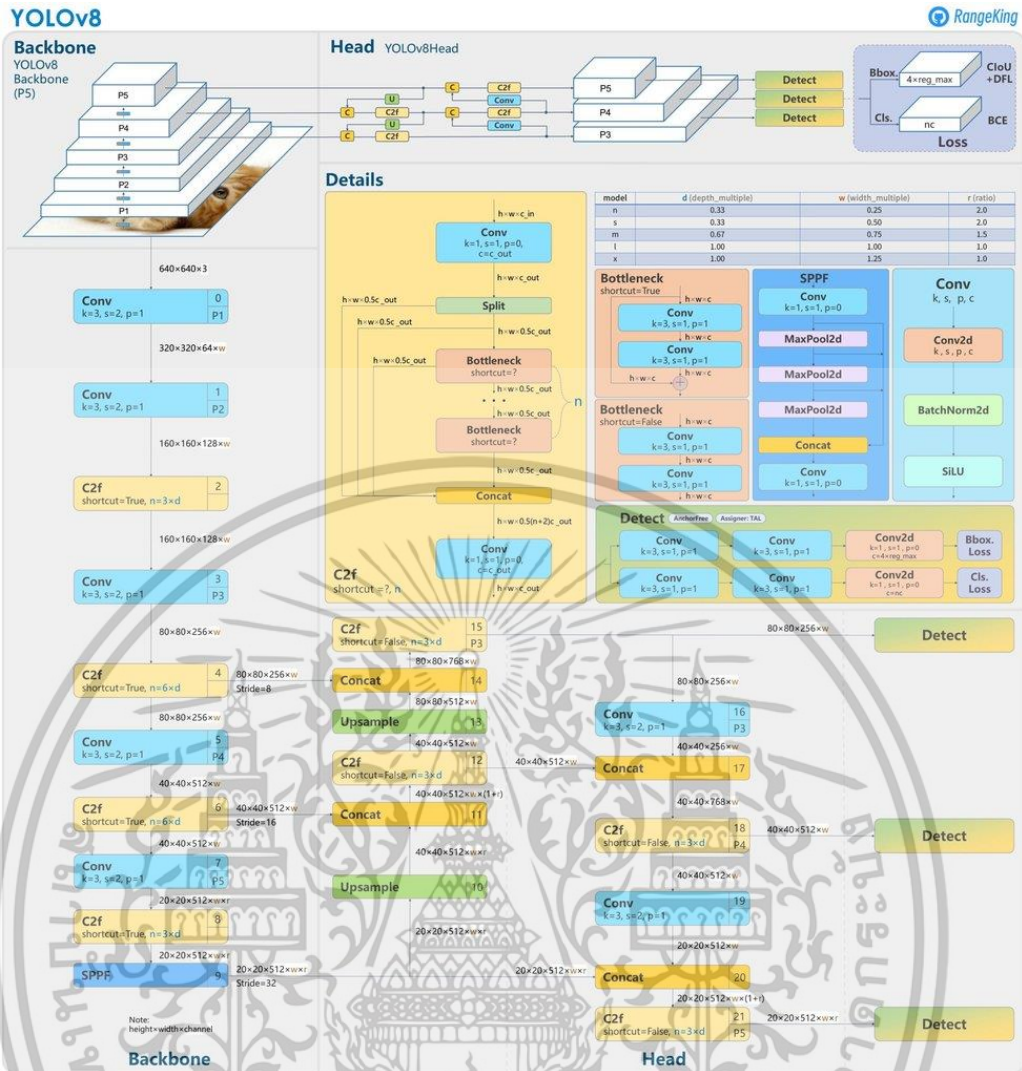 YOLOv8
RangeKing
Backbone
YOLOv8
Backbone
(P5)
P5
P4
P3
P2
P1
Head YOLOv8Head
C
C2f
U
Conv
C
C2f
C
C2f
U
Conv
C
C2f
P5
P4
P3
Detect
Detect
Detect
Bbox.
4×reg_max
CIoU
+DFL
Cls.
nc
BCE
Loss
Details
h×w×c_in
Conv
k=1, s=1, p=0,
c=c_out
h×w×c_out
Split
h×w×0.5c_out
h×w×0.5c_out
h×w×0.5c_out
h×w×0.5c_out
Bottleneck
shortcut=?
h×w×0.5c_out
· · ·
h×w×0.5c_out
n
Bottleneck
shortcut=?
h×w×0.5c_out
Concat
h×w×0.5(n+2)c_out
Conv
k=1, s=1, p=0,
c=c_out
h×w×c_out
C2f
shortcut=?, n
model d (depth_multiple) w (width_multiple) r (ratio)
n 0.33 0.25 2.0
s 0.33 0.50 2.0
m 0.67 0.75 1.5
l 1.00 1.00 1.0
x 1.00 1.25 1.0
Bottleneck
shortcut=True
h×w×c
Conv
k=3, s=1, p=1
h×w×c
Conv
k=3, s=1, p=1
h×w×c
h×w×c
+
Bottleneck
shortcut=False
h×w×c
Conv
k=3, s=1, p=1
h×w×c
Conv
k=3, s=1, p=1
h×w×c
SPPF
Conv
k=1, s=1, p=0
MaxPool2d
MaxPool2d
MaxPool2d
Concat
Conv
k=1, s=1, p=0
Conv
k, s, p, c
Conv2d
k, s, p, c
BatchNorm2d
SiLU
Detect AnchorFree Assigner: TAL
Conv
k=3, s=1, p=1
Conv
k=3, s=1, p=1
Conv2d
k=1, s=1, p=0
c=4×reg_max
Bbox.
Loss
Conv
k=3, s=1, p=1
Conv
k=3, s=1, p=1
Conv2d
k=1, s=1, p=0
c=nc
Cls.
Loss
640×640×3
Conv
k=3, s=2, p=1
0
P1
320×320×64×w
Conv
k=3, s=2, p=1
1
P2
160×160×128×w
C2f
shortcut=True, n=3×d
2
160×160×128×w
Conv
k=3, s=2, p=1
3
P3
80×80×256×w
C2f
shortcut=True, n=6×d
4
80×80×256×w
Stride=8
80×80×256×w
Conv
k=3, s=2, p=1
5
P4
40×40×512×w
C2f
shortcut=True, n=6×d
6
40×40×512×w
Stride=16
40×40×512×w
Conv
k=3, s=2, p=1
7
P5
20×20×512×w×r
C2f
shortcut=True, n=3×d
8
20×20×512×w×r
SPPF
9
20×20×512×w×r
Stride=32
Note:
height×width×channel
Backbone
C2f
shortcut=False, n=3×d
15
P3
80×80×768×w
Concat
14
80×80×512×w
Upsample
13
40×40×512×w
C2f
shortcut=False, n=3×d
12
40×40×512×w
40×40×512×w×(1+r)
Concat
11
40×40×512×w×r
Upsample
10
20×20×512×w×r
80×80×256×w
Detect
80×80×256×w
Conv
k=3, s=2, p=1
16
P3
40×40×256×w
Concat
17
40×40×768×w
C2f
shortcut=False, n=3×d
18
P4
40×40×512×w
Detect
40×40×512×w
Conv
k=3, s=2, p=1
19
20×20×512×w
20×20×512×w×r
Concat
20
20×20×512×w×(1+r)
C2f
shortcut=False, n=3×d
21
P5
20×20×512×w×r
Detect
Head